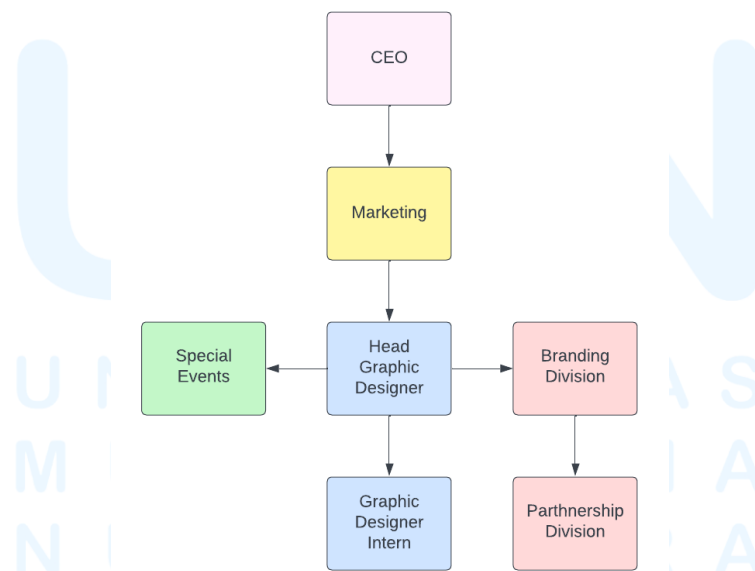 CEO
Marketing
Special
Events
Head
Graphic
Designer
Branding
Division
Graphic
Designer
Intern
Parthnership
Division